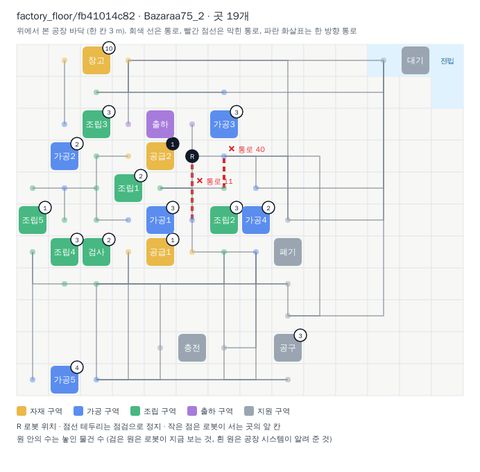 factory_floor/fb41014c82 · Bazaraa75_2 · 곳 19개
위에서 본 공장 바닥 (한 칸 3 m). 회색 선은 통로, 빨간 점선은 막힌 통로, 파란 화살표는 한 방향 통로
창고 10 대기 전립
조립3 3 출하 가공3 3
✕ 통로 40
가공2 2 공급2 1 R
✕ 통로 11
조립1 2
조립5 1 가공1 3 조립2 3 가공4 2
조립4 3 검사 2 공급1 1 폐기
충전 공구 3
가공5 4
자재 구역 가공 구역 조립 구역 출하 구역 지원 구역
R 로봇 위치 · 점선 테두리는 점검으로 정지 · 작은 점은 로봇이 서는 곳의 앞 칸
원 안의 수는 놓인 물건 수 (검은 원은 로봇이 지금 보는 것, 흰 원은 공장 시스템이 알려 준 것)